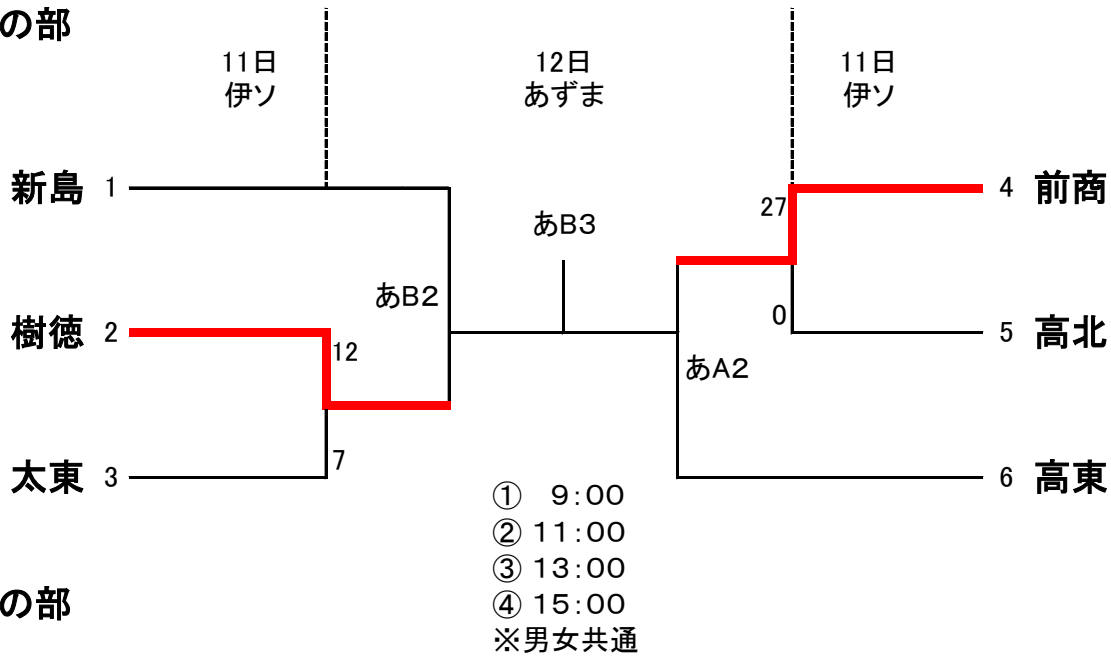 の部
11日
伊ソ
12日
あずま
11日
伊ソ
新島 1
4 前商
27
あB3
あB2
樹徳 2
12
0
5 高北
あA2
太東 3
7
6 高東
① 9:00
② 11:00
③ 13:00
④ 15:00
※男女共通
の部